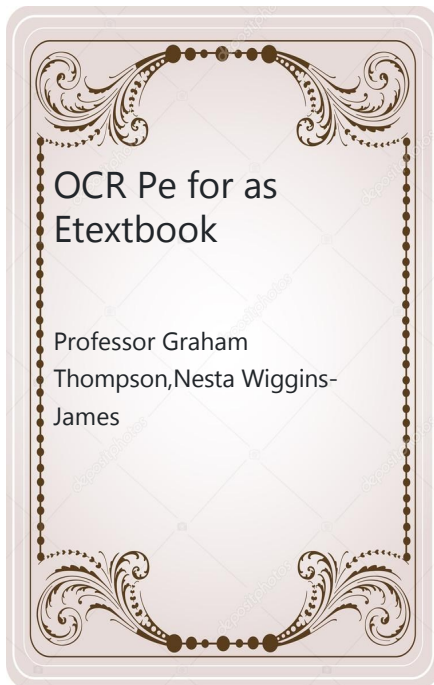 OCR Pe for as
Etextbook
Professor Graham
Thompson,Nesta Wiggins-
James